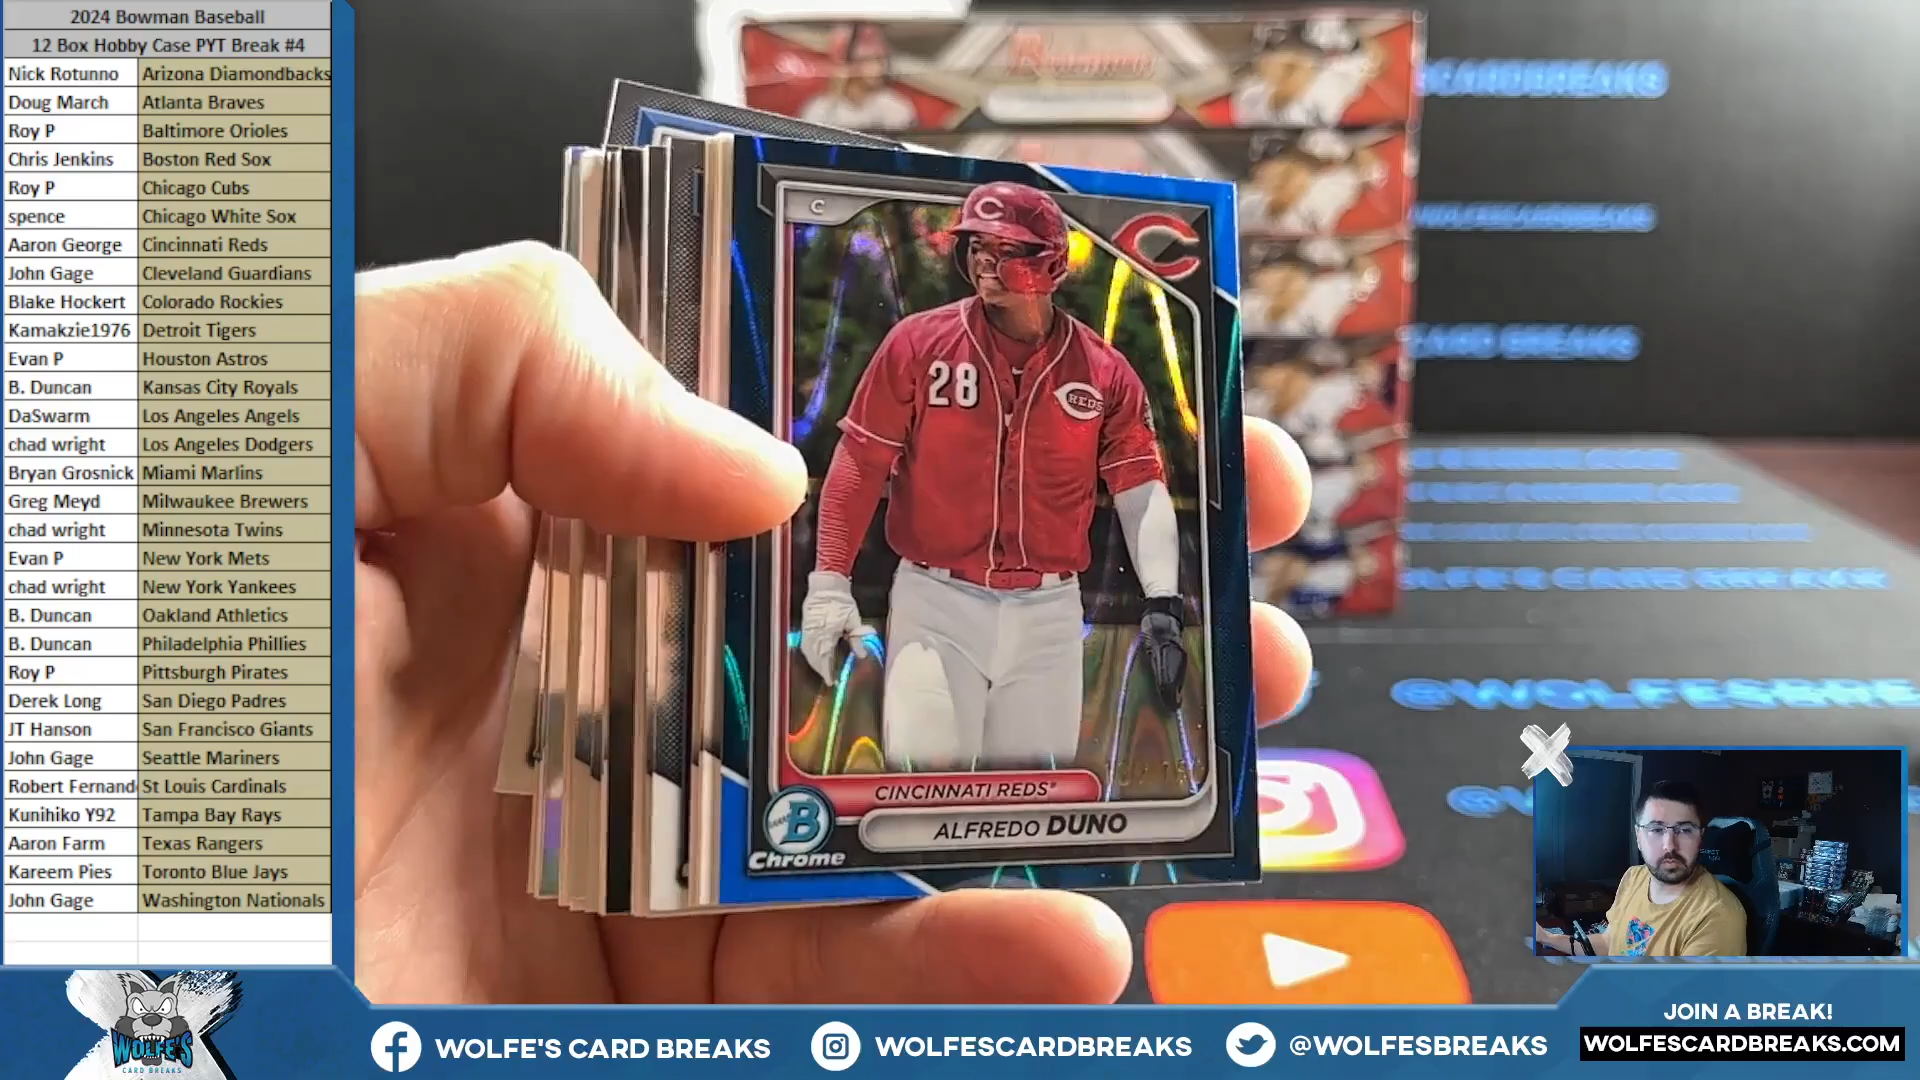 2024 Bowman Baseball
12 Box Hobby Case PYT Break #4
Nick Rotunno Arizona Diamondbacks
Doug March Atlanta Braves
Roy P Baltimore Orioles
Chris Jenkins Boston Red Sox
Roy P Chicago Cubs
spence Chicago White Sox
Aaron George Cincinnati Reds
John Gage Cleveland Guardians
Blake Hockert Colorado Rockies
Kamakzie1976 Detroit Tigers
Evan P Houston Astros
B. Duncan Kansas City Royals
DaSwarm Los Angeles Angels
chad wright Los Angeles Dodgers
Bryan Grosnick Miami Marlins
Greg Meyd Milwaukee Brewers
chad wright Minnesota Twins
Evan P New York Mets
chad wright New York Yankees
B. Duncan Oakland Athletics
B. Duncan Philadelphia Phillies
Roy P Pittsburgh Pirates
Derek Long San Diego Padres
JT Hanson San Francisco Giants
John Gage Seattle Mariners
Robert Fernand St Louis Cardinals
Kunihiko Y92 Tampa Bay Rays
Aaron Farm Texas Rangers
Kareem Pies Toronto Blue Jays
John Gage Washington Nationals
C
C
C
28
REDS
CINCINNATI REDS
ALFREDO DUNO
B
Chrome
Bowman
CARDBREAKS
CARD BREAKS
@WOLFESBRE
WOLFE'S
CARD BREAKS
WOLFE'S CARD BREAKS
WOLFESCARDBREAKS
@WOLFESBREAKS
JOIN A BREAK!
WOLFESCARDBREAKS.COM